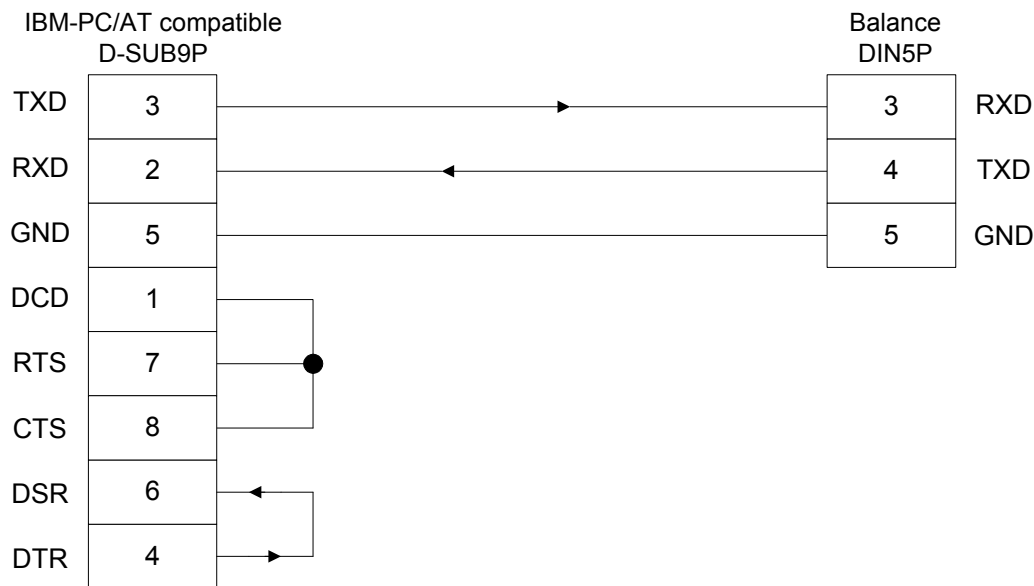 IBM-PC/AT compatible Balance
D-SUB9P DIN5P
TXD 3 3 RXD
RXD 2 4 TXD
GND 5 5 GND
DCD 1
RTS 7
CTS 8
DSR 6
DTR 4